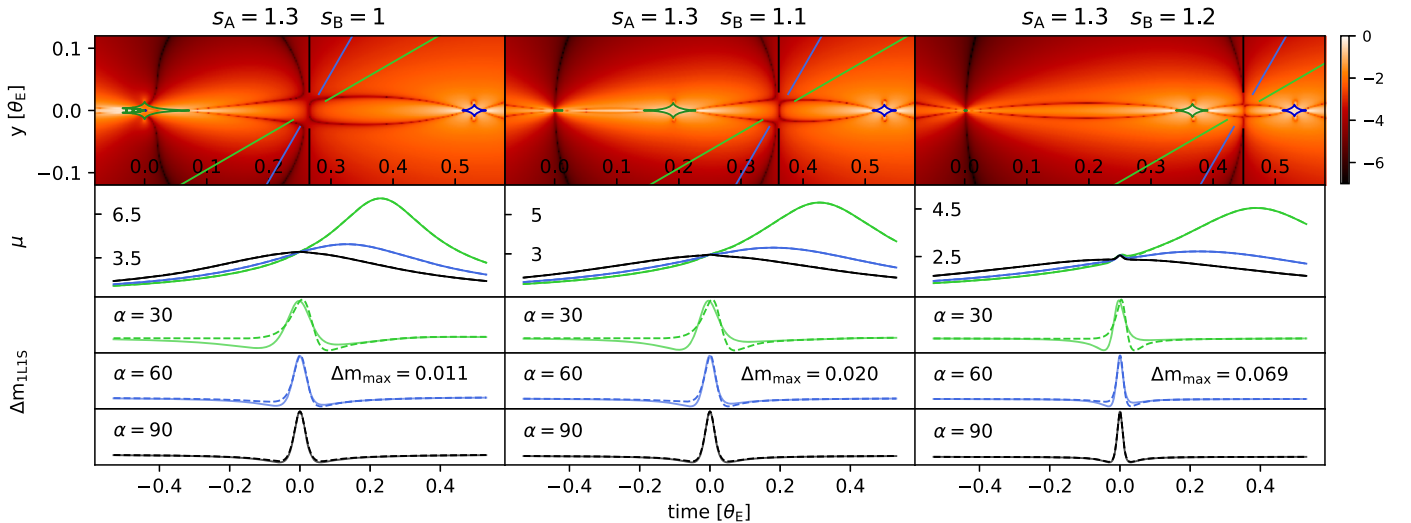 s_A = 1.3   s_B = 1
s_A = 1.3   s_B = 1.1
s_A = 1.3   s_B = 1.2
y [θ_E]
0.1
0.0
−0.1
0.0 0.1 0.2 0.3 0.4 0.5
0.0 0.1 0.2 0.3 0.4 0.5
0.0 0.1 0.2 0.3 0.4 0.5
0
−2
−4
−6
μ
6.5
3.5
5
3
4.5
2.5
Δm_1L1S
α = 30
α = 30
α = 30
α = 60   Δm_max = 0.011
α = 60   Δm_max = 0.020
α = 60   Δm_max = 0.069
α = 90
α = 90
α = 90
−0.4 −0.2 0.0 0.2 0.4
−0.4 −0.2 0.0 0.2 0.4
−0.4 −0.2 0.0 0.2 0.4
time [θ_E]